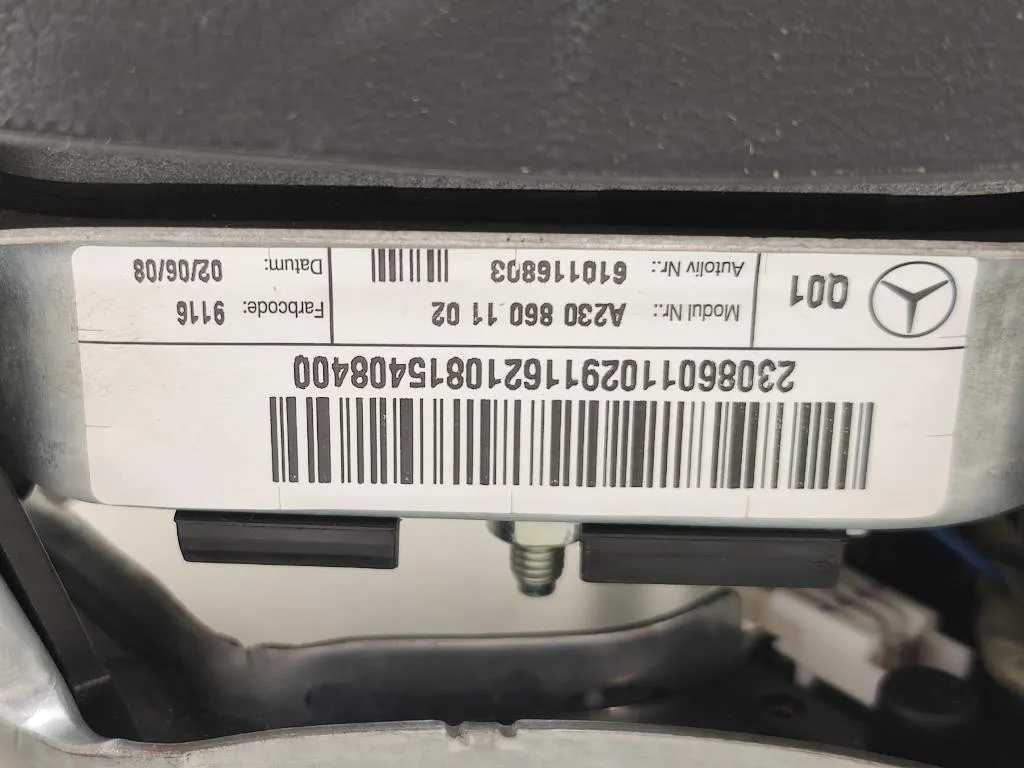 23086011029116210815408400
Q01
Modul Nr.: A230 860 11 02
Farbcode: 9116
Autoliv Nr.: 610116803
Datum: 02/06/08